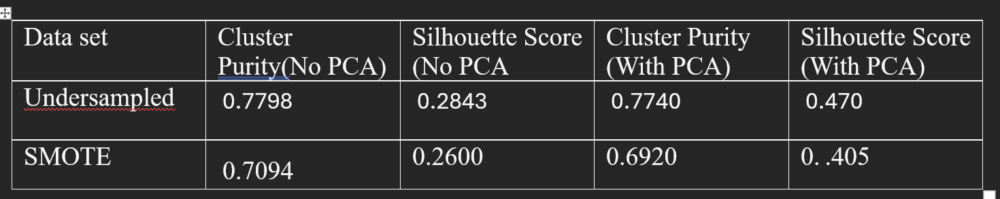 Data set
Cluster
Purity(No PCA)
Silhouette Score
(No PCA
Cluster Purity
(With PCA)
Silhouette Score
(With PCA)
Undersampled
0.7798
0.2843
0.7740
0.470
SMOTE
0.7094
0.2600
0.6920
0. .405